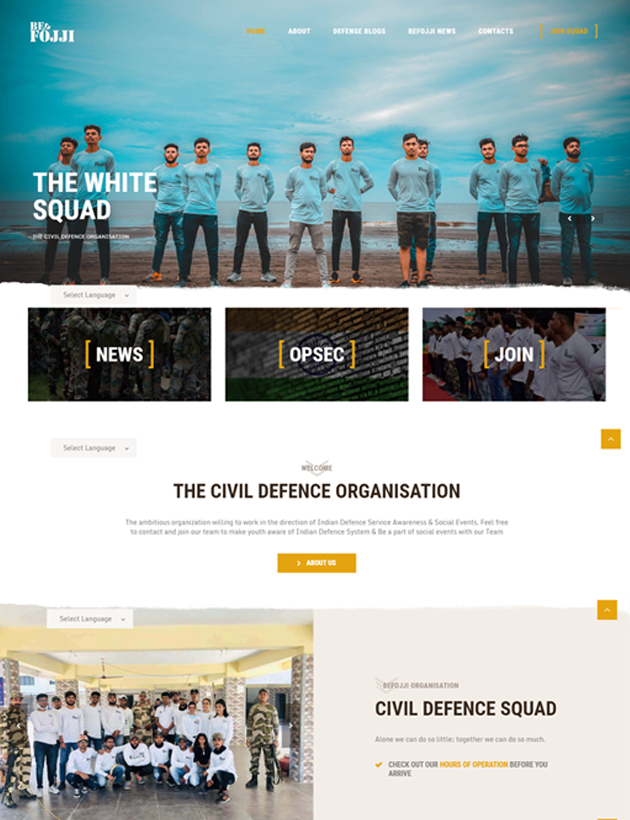 BE
FOJJI
HOME ABOUT DEFENSE BLOGS BEFOJJI NEWS CONTACTS JOIN SQUAD
THE WHITE
SQUAD
THE CIVIL DEFENCE ORGANISATION
Select Language
[ NEWS ] [ OPSEC ] [ JOIN ]
Select Language
WELCOME
THE CIVIL DEFENCE ORGANISATION
The ambitious organization willing to work in the direction of Indian Defence Service Awareness & Social Events. Feel free
to contact and join our team to make youth aware of Indian Defence System & Be a part of social events with our Team
ABOUT US
Select Language
BEFOJJI ORGANISATION
CIVIL DEFENCE SQUAD
Alone we can do so little; together we can do so much.
CHECK OUT OUR HOURS OF OPERATION BEFORE YOU
ARRIVE